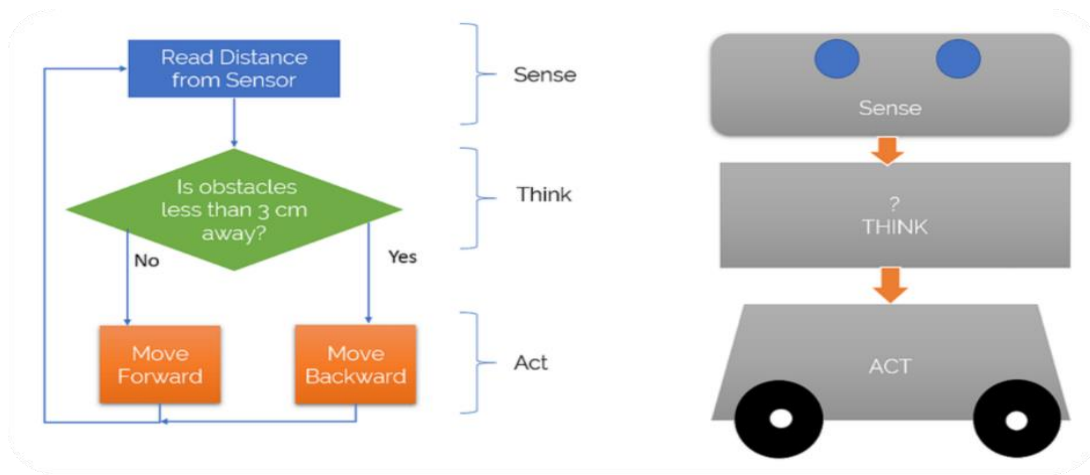 Read Distance
from Sensor
Sense
Is obstacles
less than 3 cm
away?
Think
No
Yes
Move
Forward
Move
Backward
Act
Sense
?
THINK
ACT